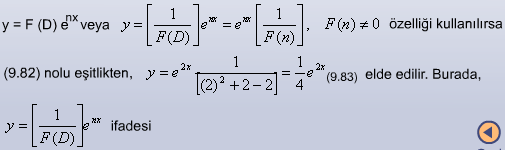 y = F (D) e^{nx} veya y = [1/F(D)] e^{nx} = e^{nx} [1/F(n)], F(n) ≠ 0 özelliği kullanılırsa
(9.82) nolu eşitlikten, y = e^{2x} 1/[(2)^2 + 2 − 2] = 1/4 e^{2x} (9.83) elde edilir. Burada,
y = [1/F(D)] e^{nx} ifadesi